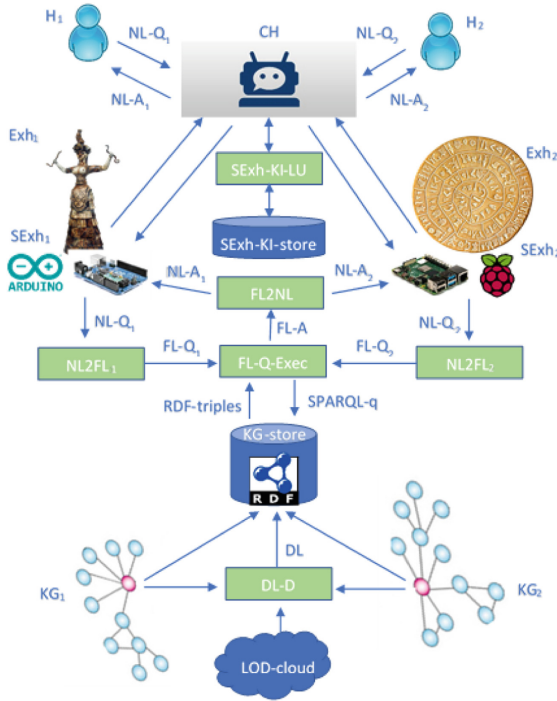 H1
NL-Q1
CH
NL-Q2
H2
NL-A1
NL-A2
Exh1
Exh2
SExh-KI-LU
SExh1
SExh-KI-store
SExh2
ARDUINO
NL-A1
FL2NL
NL-A2
NL-Q1
FL-A
NL-Q2
NL2FL1
FL-Q1
FL-Q-Exec
FL-Q2
NL2FL2
RDF-triples
SPARQL-q
KG-store
RDF
DL
KG1
DL-D
KG2
LOD-cloud